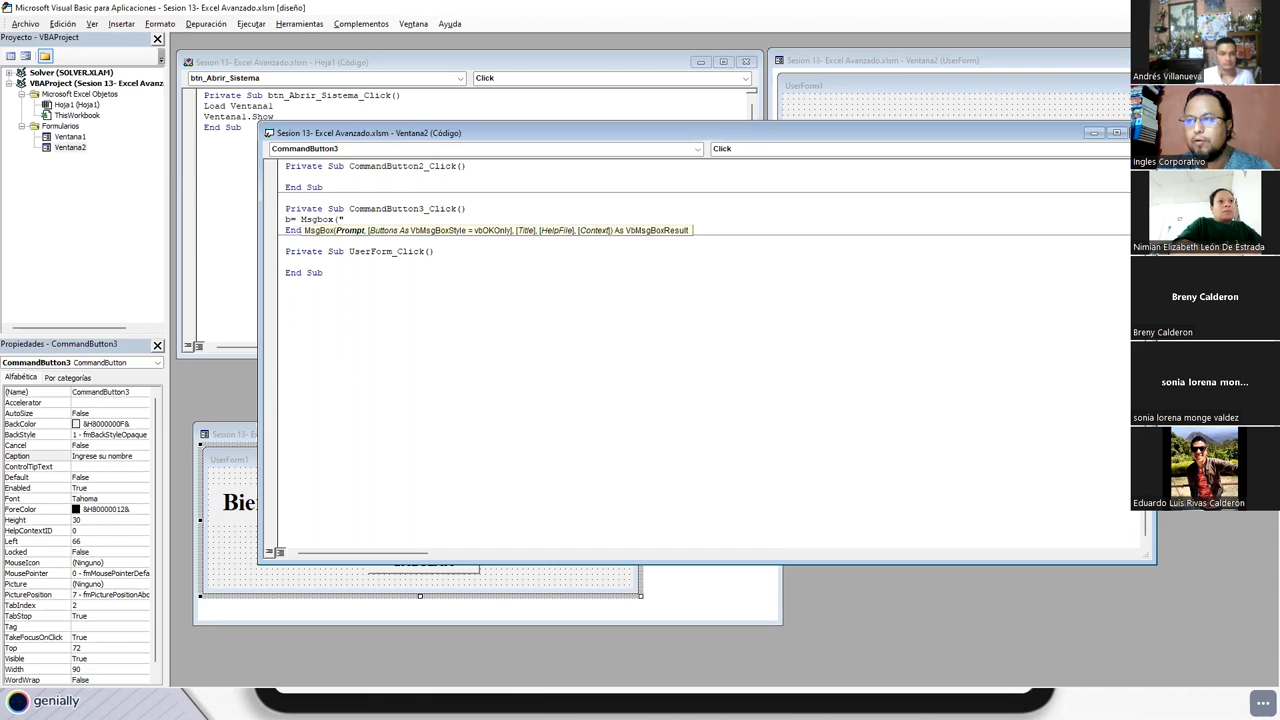 Microsoft Visual Basic para Aplicaciones - Sesion 13- Excel Avanzado.xlsm [diseño]
Archivo Edición Ver Insertar Formato Depuración Ejecutar Herramientas Complementos Ventana Ayuda
Proyecto - VBAProject
Solver (SOLVER.XLAM)
VBAProject (Sesion 13- Excel Avanz
Microsoft Excel Objetos
Hoja1 (Hoja1)
ThisWorkbook
Formularios
Ventana1
Ventana2
Propiedades - CommandButton3
CommandButton3 CommandButton
Alfabética Por categorías
(Name) CommandButton3
Accelerator
AutoSize False
BackColor &H8000000F&
BackStyle 1 - fmBackStyleOpaque
Cancel False
Caption Ingrese su nombre
ControlTipText
Default False
Enabled True
Font Tahoma
ForeColor &H80000012&
Height 30
HelpContextID 0
Left 66
Locked False
MouseIcon (Ninguno)
MousePointer 0 - fmMousePointerDefa
Picture (Ninguno)
PicturePosition 7 - fmPicturePositionAbo
TabIndex 2
TabStop True
Tag
TakeFocusOnClick True
Top 72
Visible True
Width 90
WordWrap False
Sesion 13- Excel Avanzado.xlsm - Hoja1 (Código)
btn_Abrir_Sistema Click
Private Sub btn_Abrir_Sistema_Click()
Load Ventana1
Ventana1.Show
End Sub
Sesion 13- Excel Avanzado.xlsm - Ventana2 (UserForm)
UserForm1
Sesion 13- Excel Avanzado.xlsm - Ventana2 (Código)
CommandButton3 Click
Private Sub CommandButton2_Click()
End Sub
Private Sub CommandButton3_Click()
b= Msgbox("
End MsgBox(Prompt, [Buttons As VbMsgBoxStyle = vbOKOnly], [Title], [HelpFile], [Context]) As VbMsgBoxResult
Private Sub UserForm_Click()
End Sub
Sesion 13- E
UserForm1
Bie
Andrés Villanueva
Ingles Corporativo
Nimian Elizabeth León De Estrada
Breny Calderon
Breny Calderon
sonia lorena mon...
sonia lorena monge valdez
Eduardo Luis Rivas Calderón
genially